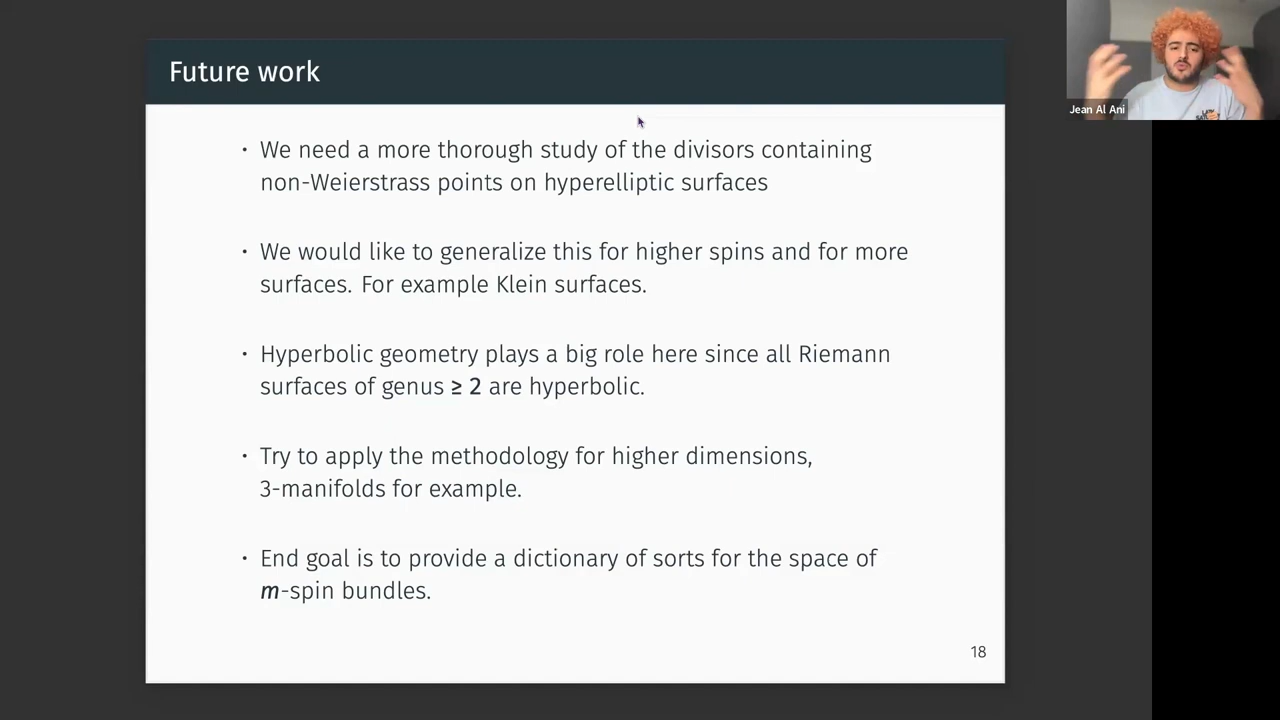 Future work
Jean Al Ani
• We need a more thorough study of the divisors containing
non-Weierstrass points on hyperelliptic surfaces
• We would like to generalize this for higher spins and for more
surfaces. For example Klein surfaces.
• Hyperbolic geometry plays a big role here since all Riemann
surfaces of genus ≥ 2 are hyperbolic.
• Try to apply the methodology for higher dimensions,
3-manifolds for example.
• End goal is to provide a dictionary of sorts for the space of
m-spin bundles.
18